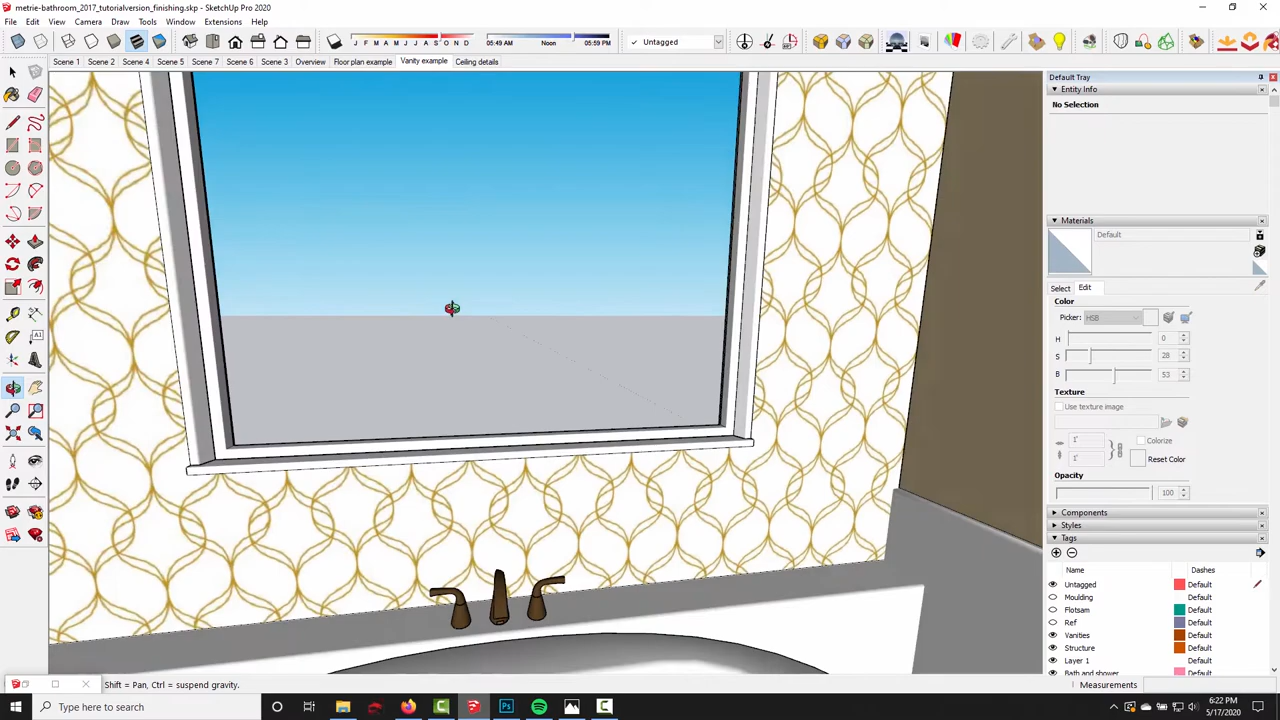 metrie-bathroom_2017_tutorialversion_finishing.skp - SketchUp Pro 2020
File Edit View Camera Draw Tools Window Extensions Help
J F M A M J J A S O N D
05:49 AM Noon 05:59 PM
Untagged
Scene 1 Scene 2 Scene 4 Scene 5 Scene 7 Scene 6 Scene 3 Overview Floor plan example Vanity example Ceiling details
Default Tray
Entity Info
No Selection
Materials
Default
Select Edit
Color
Picker: HSB
H 0
S 28
B 53
Texture
Use texture image
1' Colorize
1' Reset Color
Opacity
100
Components
Styles
Tags
Name Dashes
Untagged Default
Moulding Default
Flotsam Default
Ref Default
Vanities Default
Structure Default
Layer 1 Default
Bath and shower Default
Shift = Pan, Ctrl = suspend gravity.
Measurements
Type here to search
6:22 PM
5/17/2020